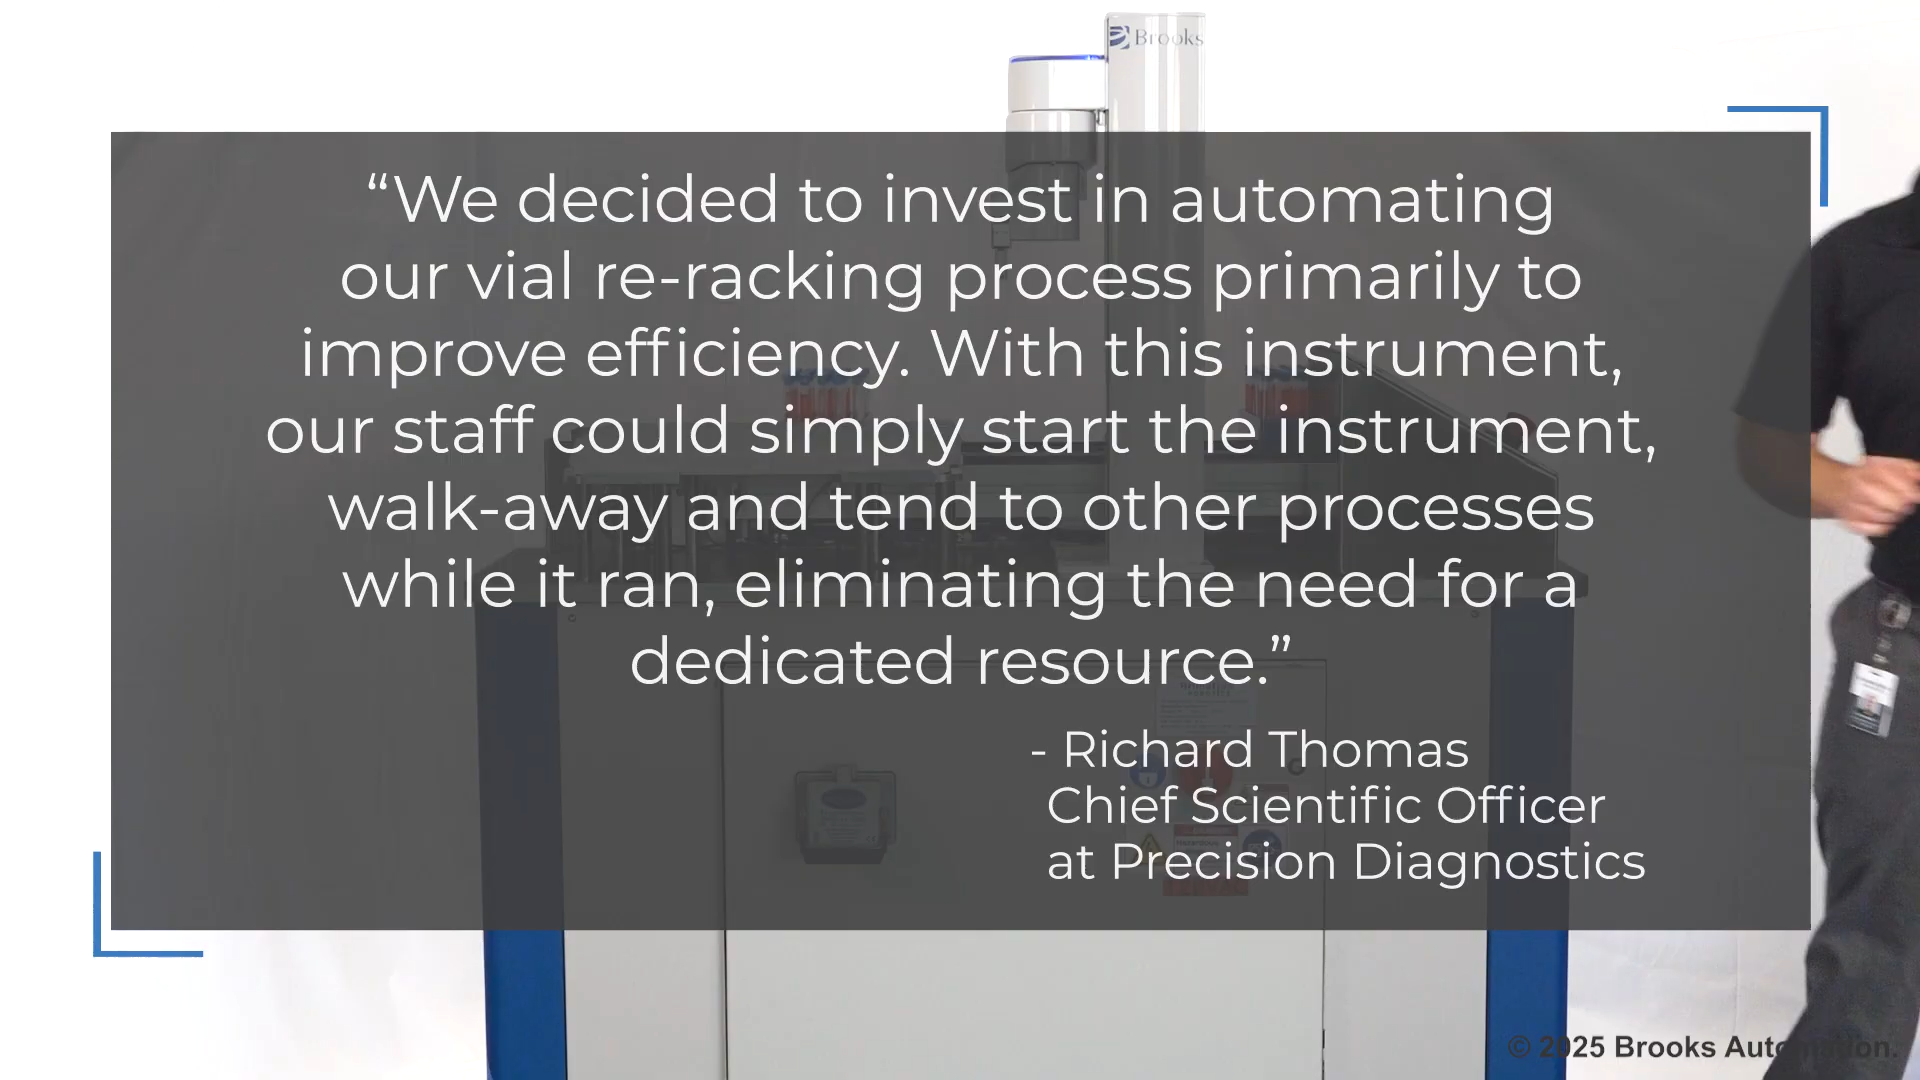 Brooks
“We decided to invest in automating
our vial re-racking process primarily to
improve efficiency. With this instrument,
our staff could simply start the instrument,
walk-away and tend to other processes
while it ran, eliminating the need for a
dedicated resource.”
- Richard Thomas
Chief Scientific Officer
at Precision Diagnostics
© 2025 Brooks Automation.